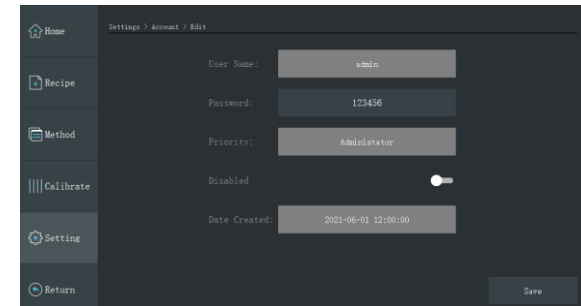 Home
Settings > Account > Edit
User Name: admin
Recipe
Password: 123456
Method
Priority: Administator
Calibrate
Disabled
Date Created: 2021-06-01 12:00:00
Setting
Return
Save